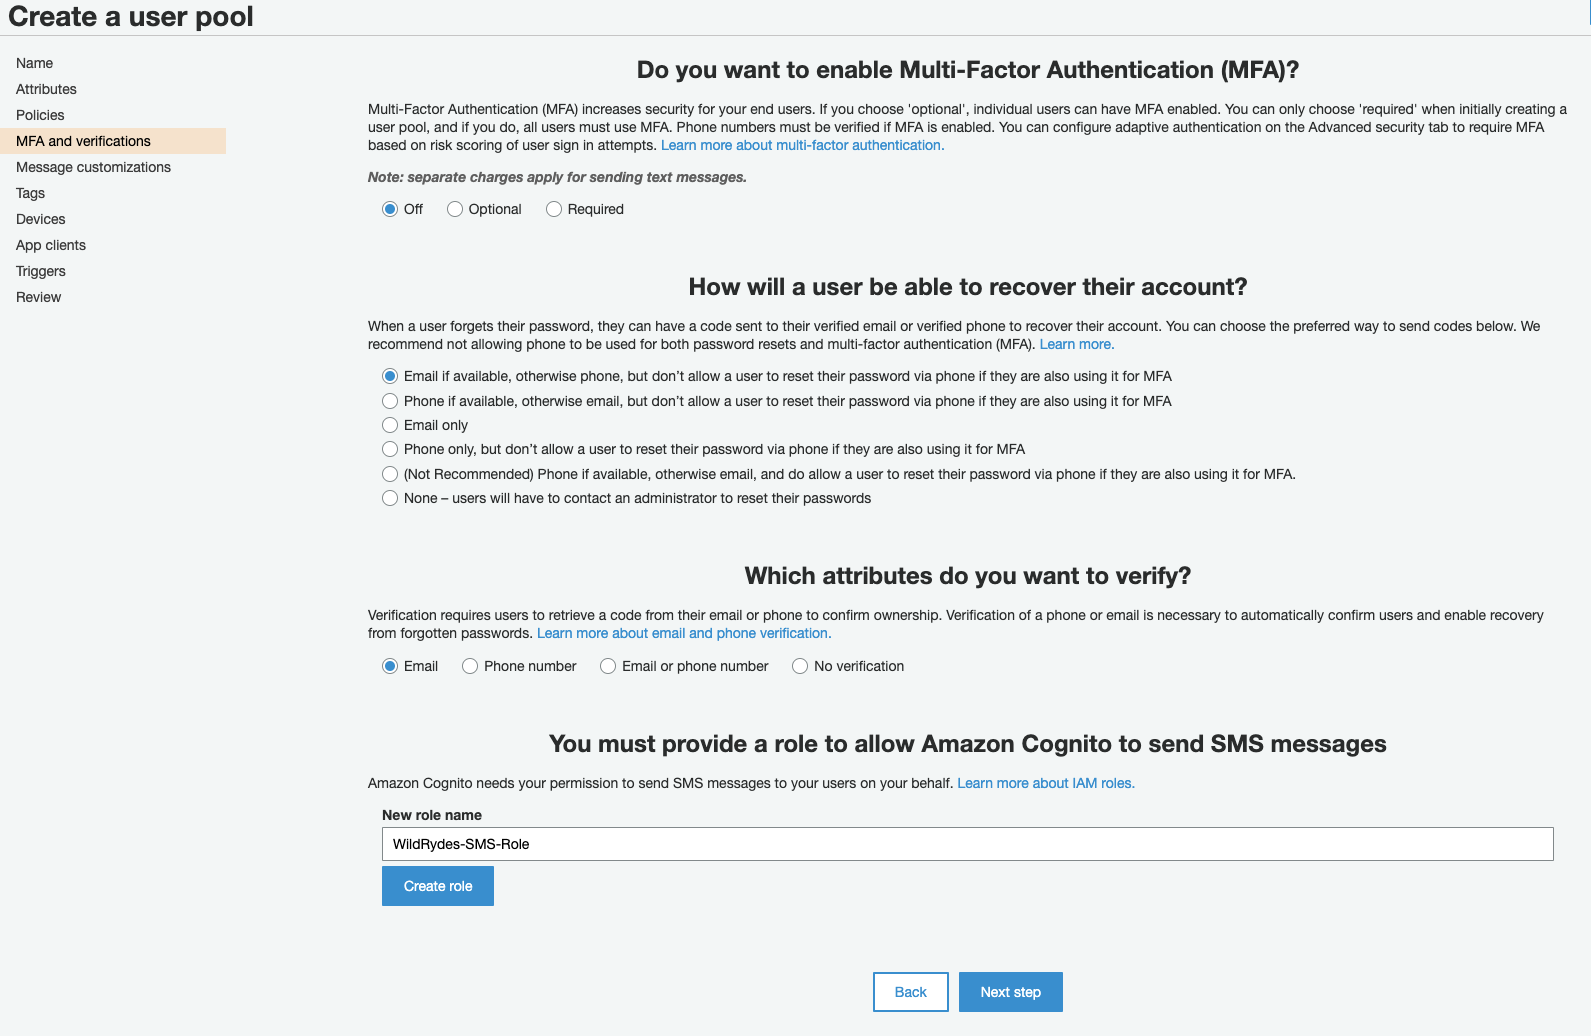 Create a user pool
Name
Attributes
Policies
MFA and verifications
Message customizations
Tags
Devices
App clients
Triggers
Review
Do you want to enable Multi-Factor Authentication (MFA)?
Multi-Factor Authentication (MFA) increases security for your end users. If you choose 'optional', individual users can have MFA enabled. You can only choose 'required' when initially creating a
user pool, and if you do, all users must use MFA. Phone numbers must be verified if MFA is enabled. You can configure adaptive authentication on the Advanced security tab to require MFA
based on risk scoring of user sign in attempts. Learn more about multi-factor authentication.
Note: separate charges apply for sending text messages.
Off Optional Required
How will a user be able to recover their account?
When a user forgets their password, they can have a code sent to their verified email or verified phone to recover their account. You can choose the preferred way to send codes below. We
recommend not allowing phone to be used for both password resets and multi-factor authentication (MFA). Learn more.
Email if available, otherwise phone, but don’t allow a user to reset their password via phone if they are also using it for MFA
Phone if available, otherwise email, but don’t allow a user to reset their password via phone if they are also using it for MFA
Email only
Phone only, but don’t allow a user to reset their password via phone if they are also using it for MFA
(Not Recommended) Phone if available, otherwise email, and do allow a user to reset their password via phone if they are also using it for MFA.
None – users will have to contact an administrator to reset their passwords
Which attributes do you want to verify?
Verification requires users to retrieve a code from their email or phone to confirm ownership. Verification of a phone or email is necessary to automatically confirm users and enable recovery
from forgotten passwords. Learn more about email and phone verification.
Email Phone number Email or phone number No verification
You must provide a role to allow Amazon Cognito to send SMS messages
Amazon Cognito needs your permission to send SMS messages to your users on your behalf. Learn more about IAM roles.
New role name
WildRydes-SMS-Role
Create role
Back Next step